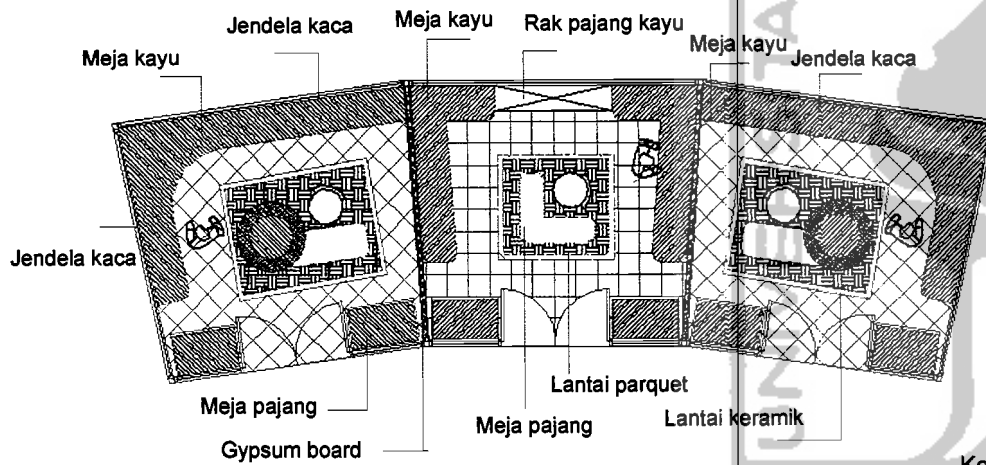 Jendela kaca
Meja kayu
Rak pajang kayu
Meja kayu
Meja kayu
Jendela kaca
Jendela kaca
Meja pajang
Gypsum board
Meja pajang
Lantai parquet
Lantai keramik